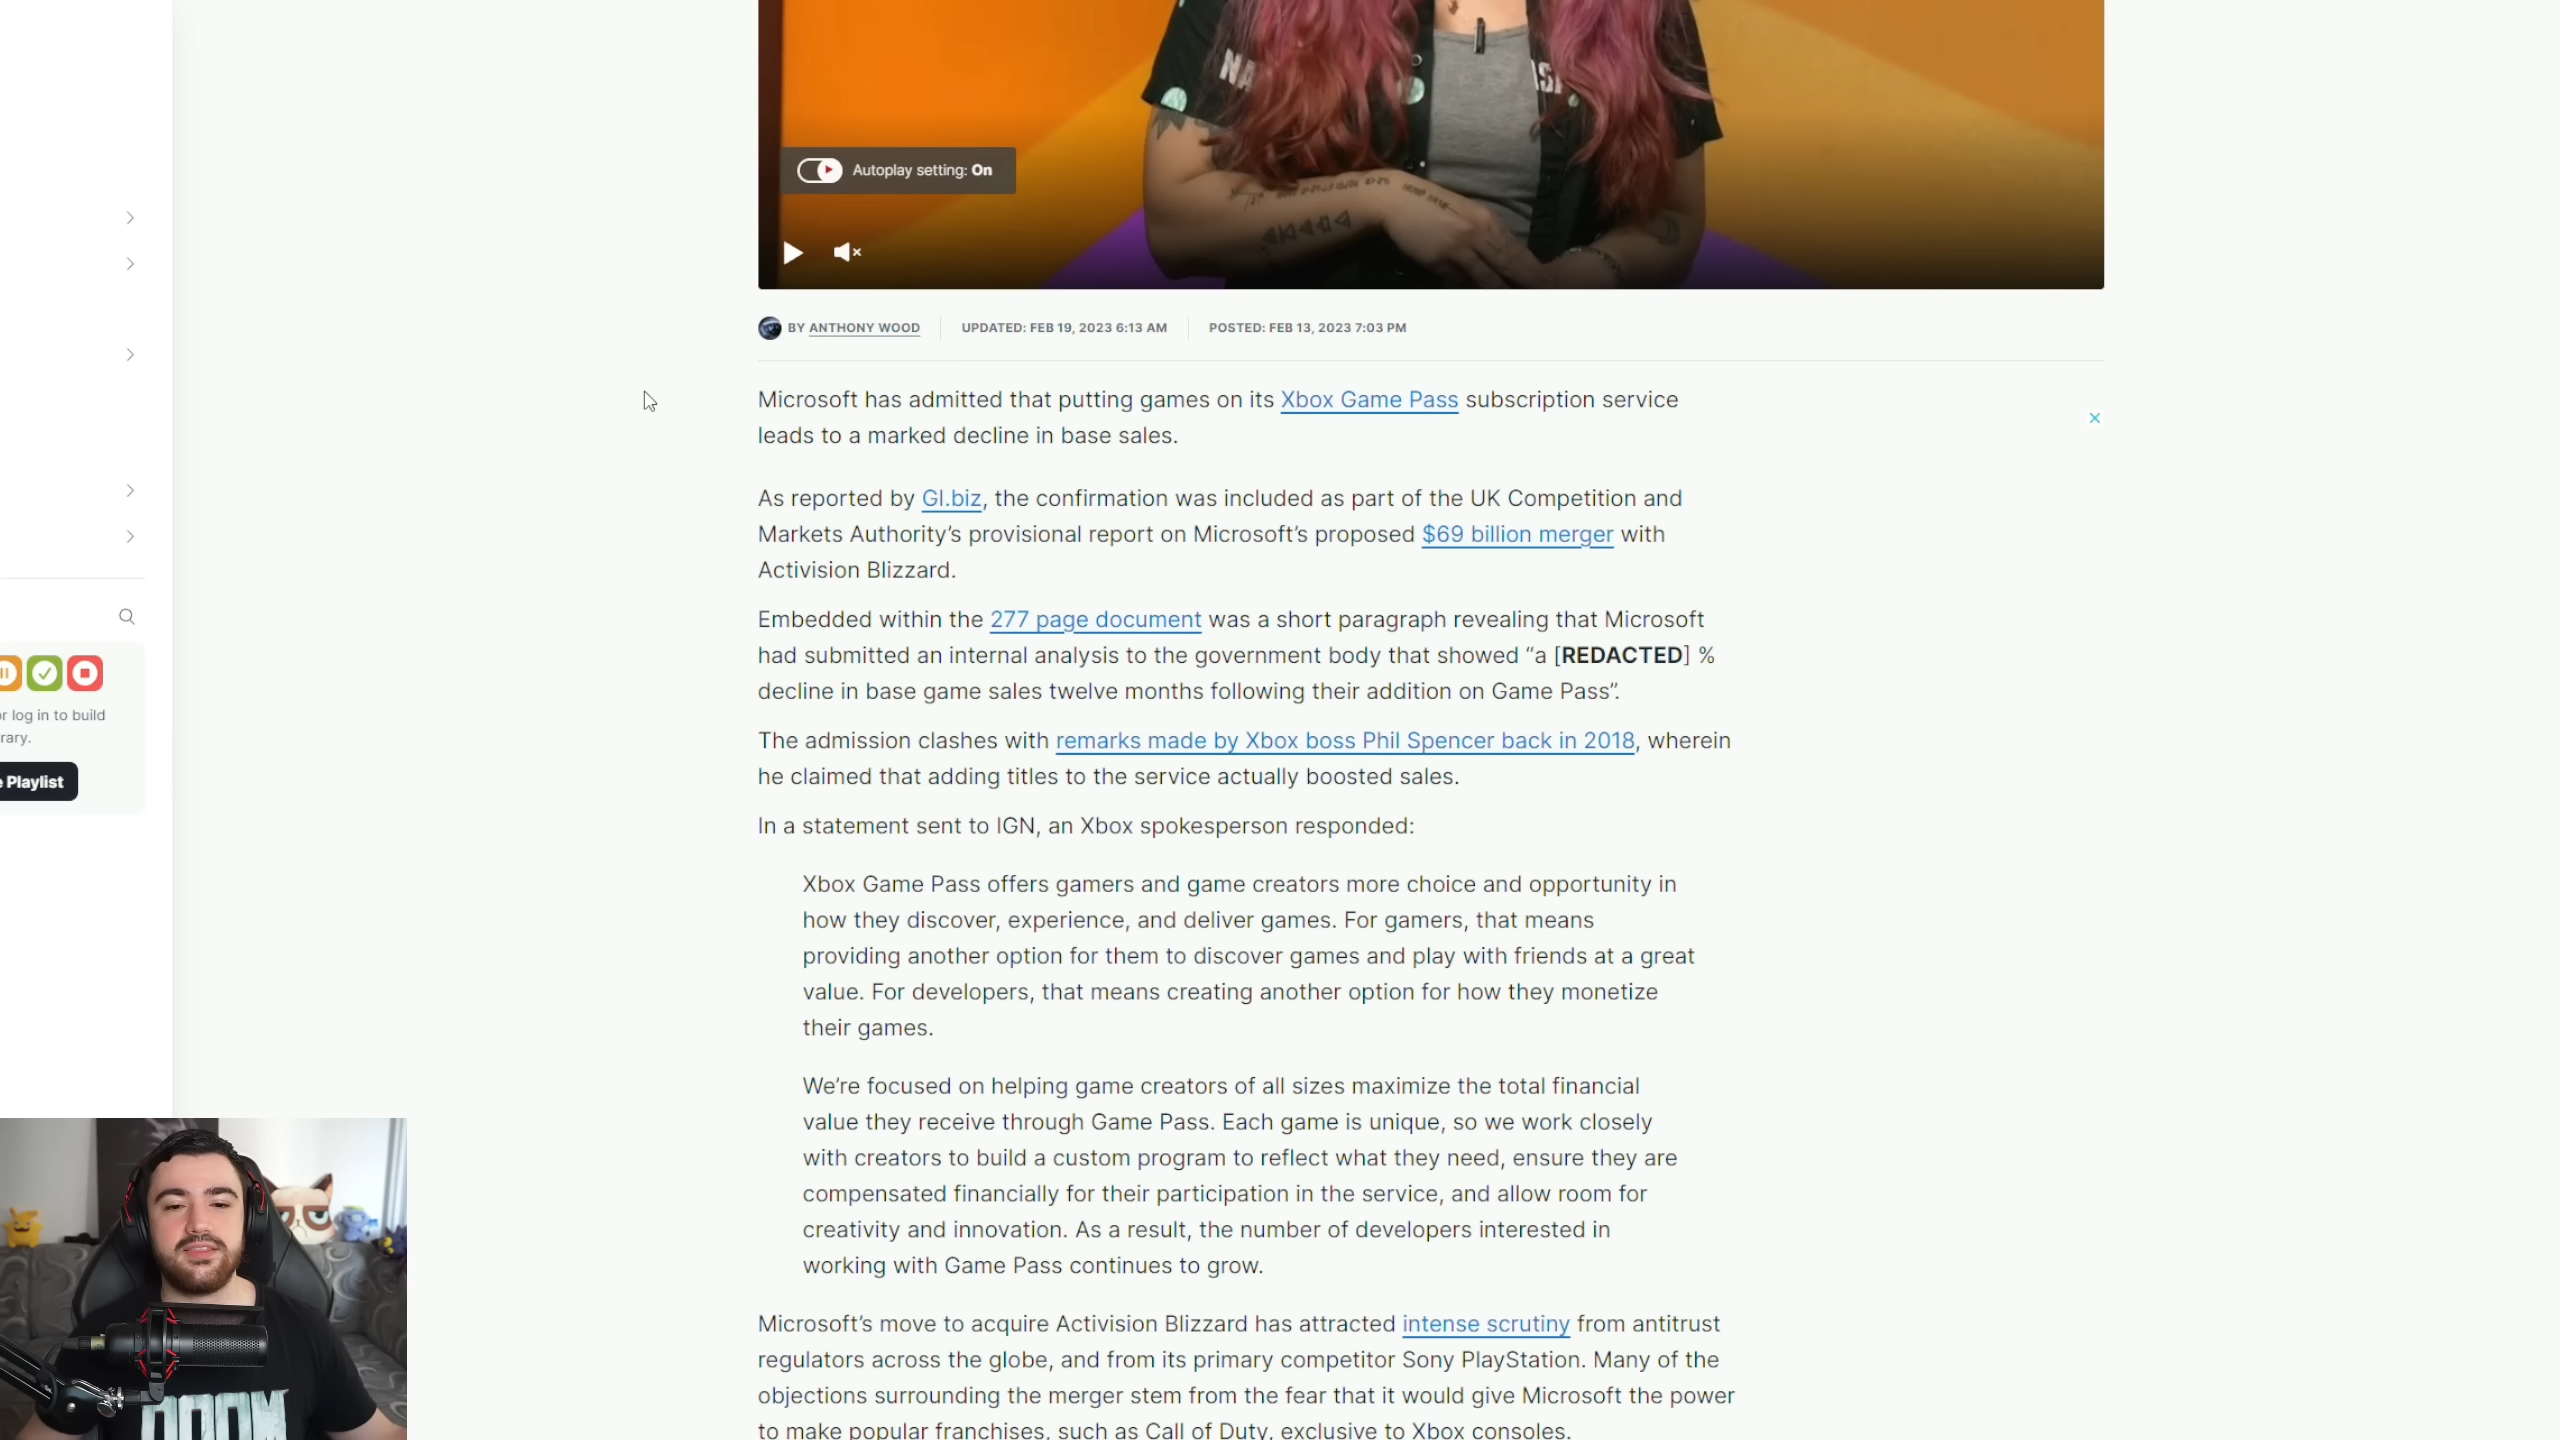 NA
ASA
Autoplay setting: On
BY ANTHONY WOOD
UPDATED: FEB 19, 2023 6:13 AM
POSTED: FEB 13, 2023 7:03 PM
Microsoft has admitted that putting games on its Xbox Game Pass subscription service
leads to a marked decline in base sales.
As reported by GI.biz, the confirmation was included as part of the UK Competition and
Markets Authority’s provisional report on Microsoft’s proposed $69 billion merger with
Activision Blizzard.
Embedded within the 277 page document was a short paragraph revealing that Microsoft
had submitted an internal analysis to the government body that showed “a [REDACTED] %
decline in base game sales twelve months following their addition on Game Pass”.
The admission clashes with remarks made by Xbox boss Phil Spencer back in 2018, wherein
he claimed that adding titles to the service actually boosted sales.
In a statement sent to IGN, an Xbox spokesperson responded:
Xbox Game Pass offers gamers and game creators more choice and opportunity in
how they discover, experience, and deliver games. For gamers, that means
providing another option for them to discover games and play with friends at a great
value. For developers, that means creating another option for how they monetize
their games.
We’re focused on helping game creators of all sizes maximize the total financial
value they receive through Game Pass. Each game is unique, so we work closely
with creators to build a custom program to reflect what they need, ensure they are
compensated financially for their participation in the service, and allow room for
creativity and innovation. As a result, the number of developers interested in
working with Game Pass continues to grow.
Microsoft’s move to acquire Activision Blizzard has attracted intense scrutiny from antitrust
regulators across the globe, and from its primary competitor Sony PlayStation. Many of the
objections surrounding the merger stem from the fear that it would give Microsoft the power
to make popular franchises, such as Call of Duty, exclusive to Xbox consoles.
or log in to build
rary.
e Playlist
DOOM